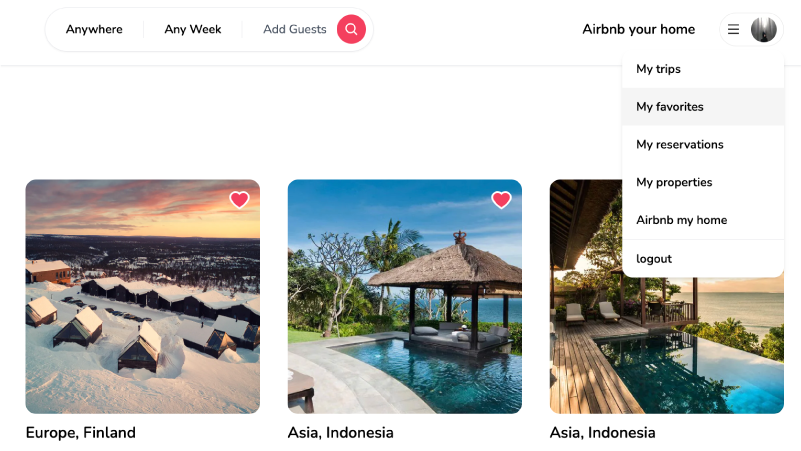 Anywhere
Any Week
Add Guests
Airbnb your home
My trips
My favorites
My reservations
My properties
Airbnb my home
logout
Europe, Finland
Asia, Indonesia
Asia, Indonesia